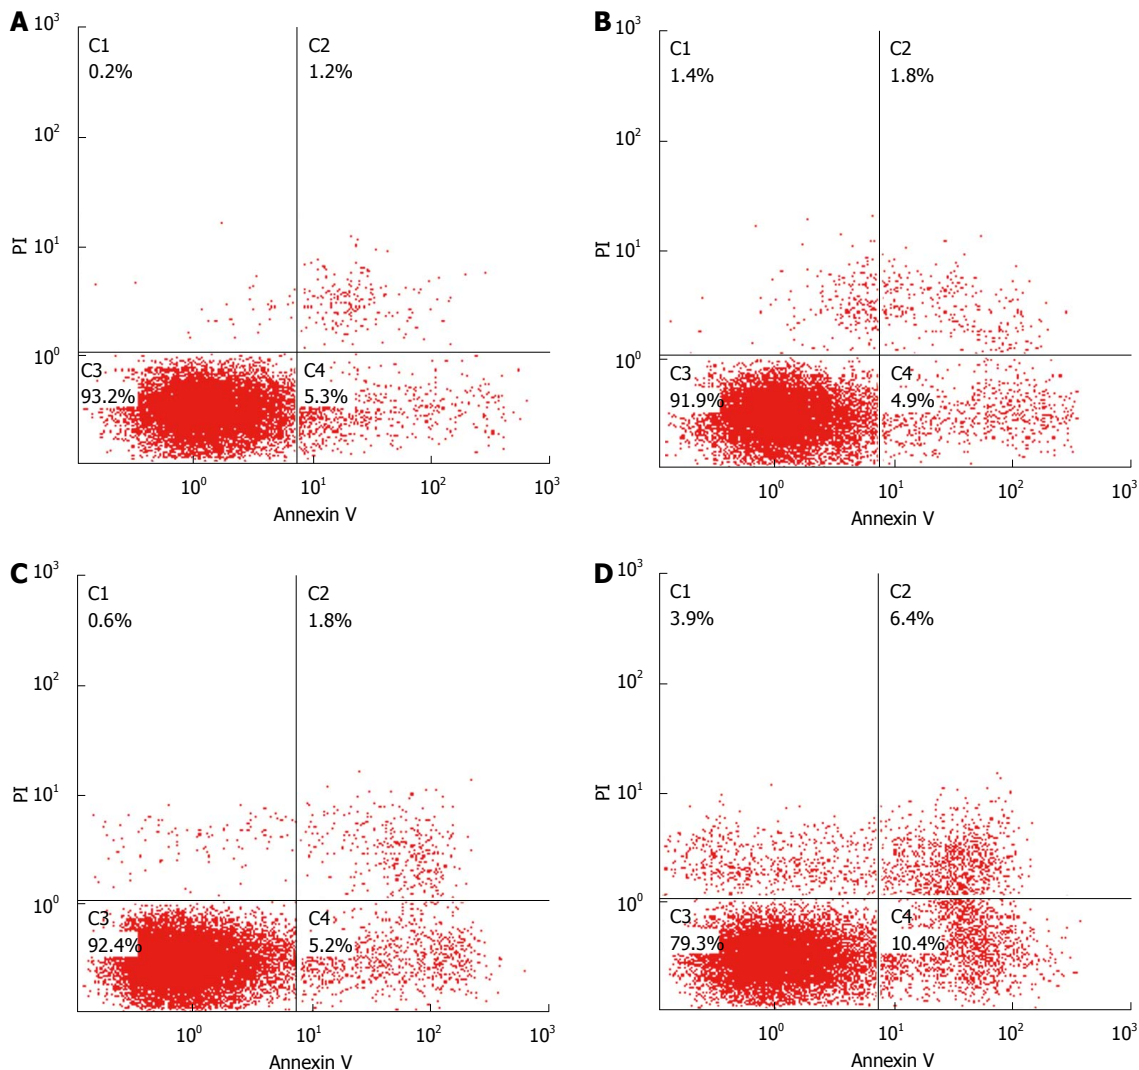 A
10³
C1
0.2%
C2
1.2%
10²
PI
10¹
10⁰
C3
93.2%
C4
5.3%
10⁰
10¹
10²
10³
Annexin V
B
10³
C1
1.4%
C2
1.8%
10²
PI
10¹
10⁰
C3
91.9%
C4
4.9%
10⁰
10¹
10²
10³
Annexin V
C
10³
C1
0.6%
C2
1.8%
10²
PI
10¹
10⁰
C3
92.4%
C4
5.2%
10⁰
10¹
10²
10³
Annexin V
D
10³
C1
3.9%
C2
6.4%
10²
PI
10¹
10⁰
C3
79.3%
C4
10.4%
10⁰
10¹
10²
10³
Annexin V